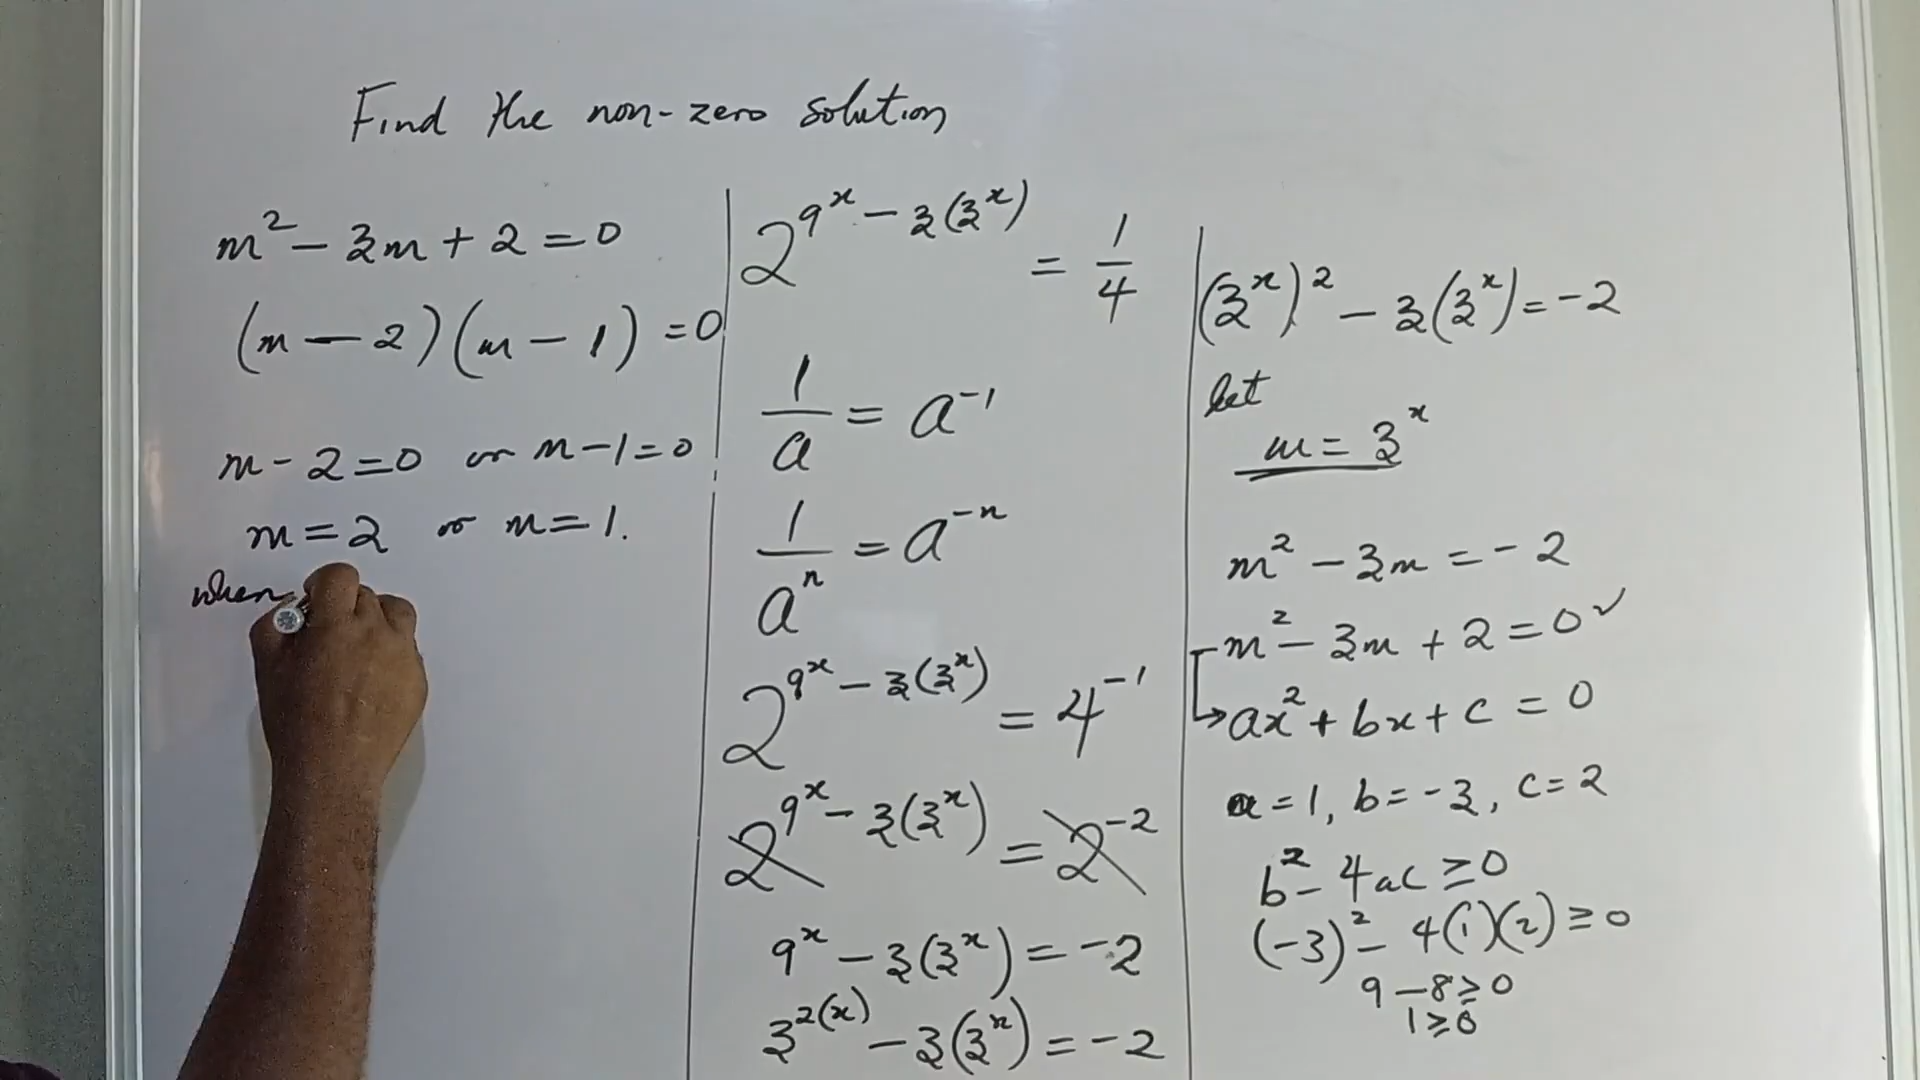 Find the non-zero solution
m² - 3m + 2 = 0
(m - 2)(m - 1) = 0
m - 2 = 0 or m - 1 = 0
m = 2 or m = 1.
when
2^(9^x - 3(3^x)) = 1/4
1/a = a^-1
1/a^n = a^-n
2^(9^x - 3(3^x)) = 4^-1
2^(9^x - 3(3^x)) = 2^-2
9^x - 3(3^x) = -2
3^2(x) - 3(3^x) = -2
(3^x)² - 3(3^x) = -2
let
m = 3^x
m² - 3m = -2
m² - 3m + 2 = 0 ✓
→ ax² + bx + c = 0
a = 1, b = -3, c = 2
b² - 4ac ≥ 0
(-3)² - 4(1)(2) ≥ 0
9 - 8 ≥ 0
1 ≥ 0